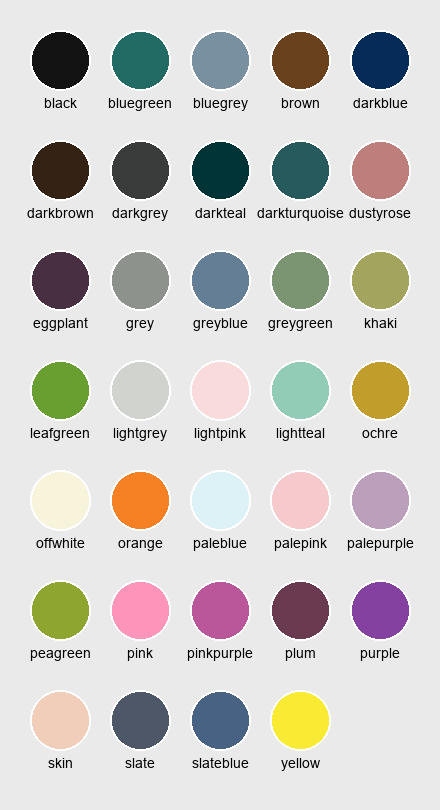 black bluegreen bluegrey brown darkblue
darkbrown darkgrey darkteal darkturquoise dustyrose
eggplant grey greyblue greygreen khaki
leafgreen lightgrey lightpink lightteal ochre
offwhite orange paleblue palepink palepurple
peagreen pink pinkpurple plum purple
skin slate slateblue yellow